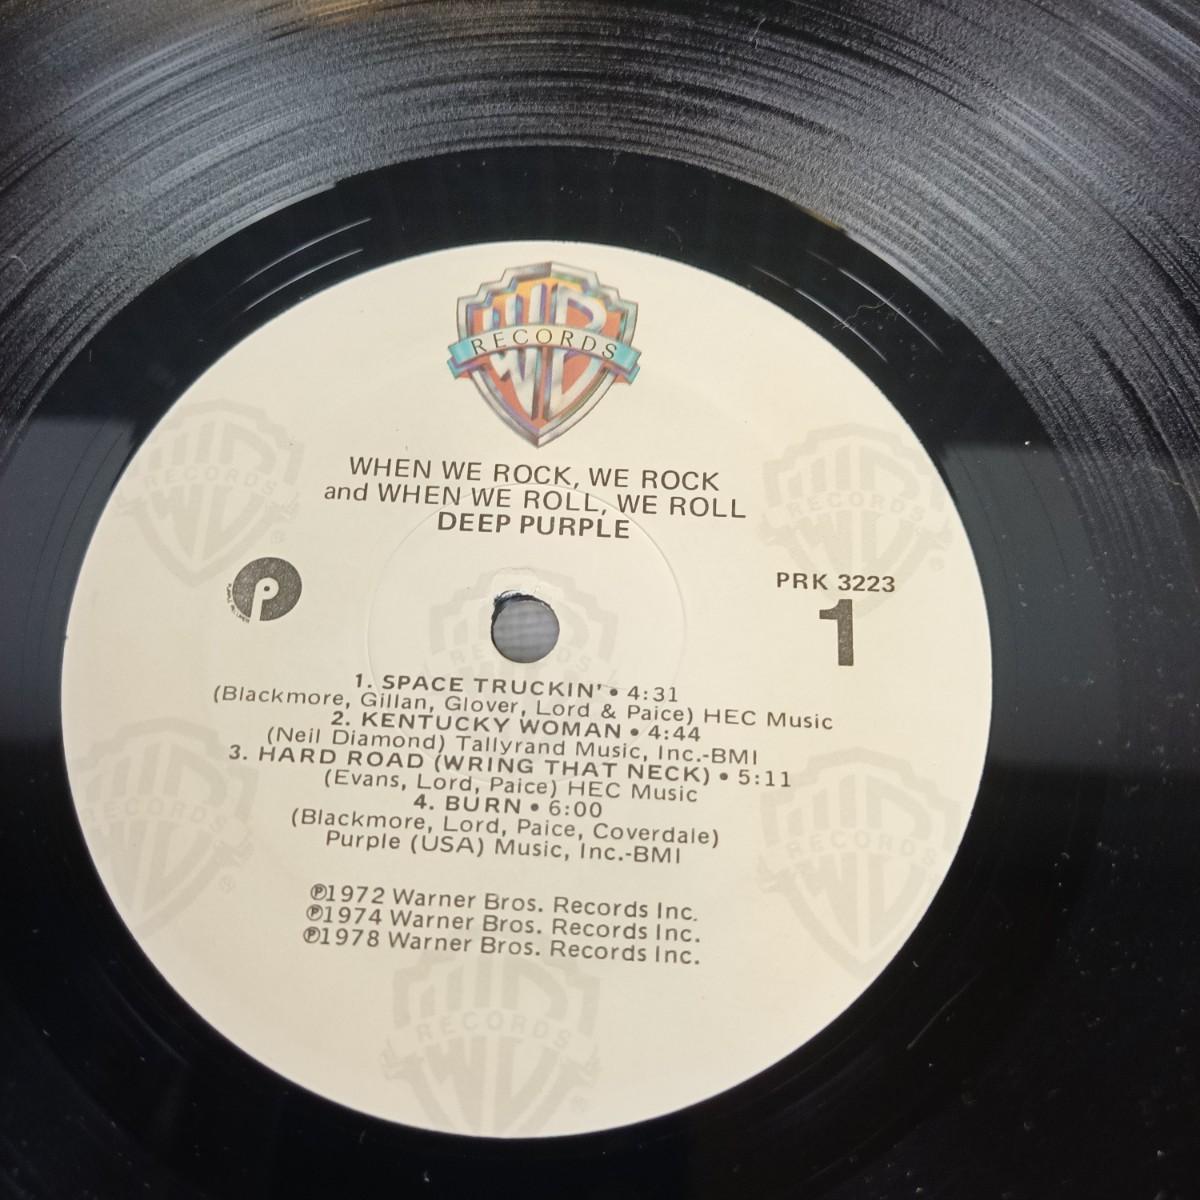 RECORDS
WHEN WE ROCK, WE ROCK
and WHEN WE ROLL, WE ROLL
DEEP PURPLE
PRK 3223
1
1. SPACE TRUCKIN' • 4:31
(Blackmore, Gillan, Glover, Lord & Paice) HEC Music
2. KENTUCKY WOMAN • 4:44
(Neil Diamond) Tallyrand Music, Inc.-BMI
3. HARD ROAD (WRING THAT NECK) • 5:11
(Evans, Lord, Paice) HEC Music
4. BURN • 6:00
(Blackmore, Lord, Paice, Coverdale)
Purple (USA) Music, Inc.-BMI
℗1972 Warner Bros. Records Inc.
℗1974 Warner Bros. Records Inc.
℗1978 Warner Bros. Records Inc.